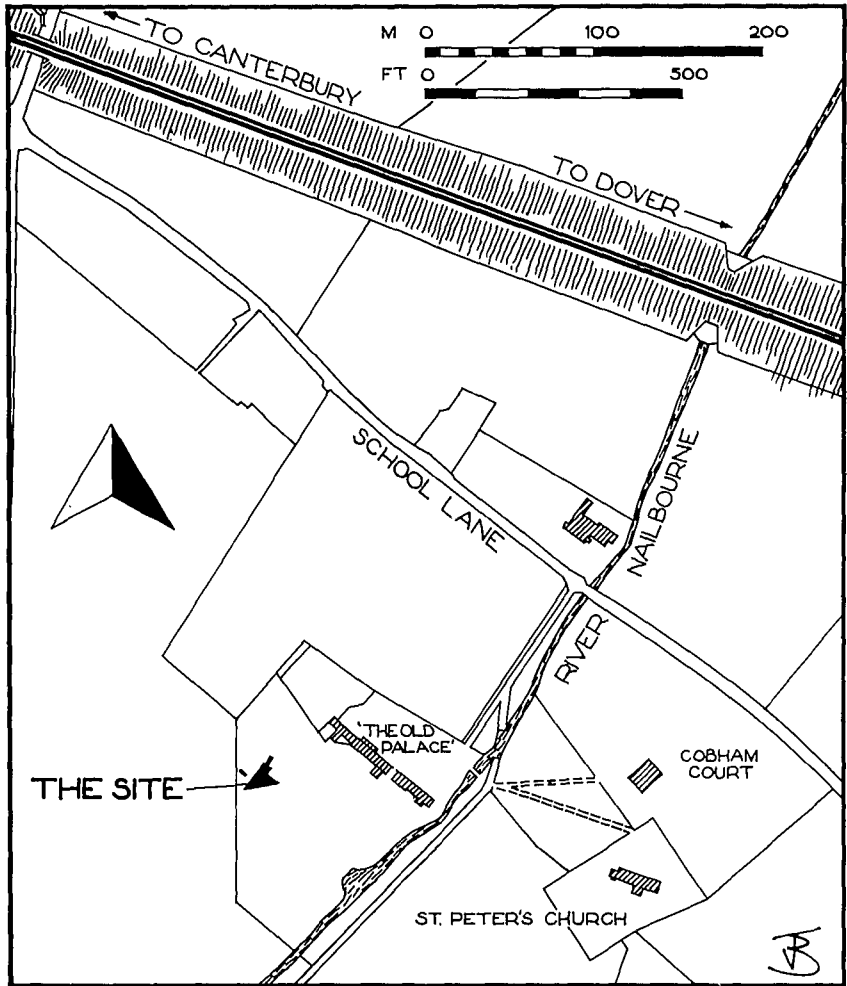 M 0 100 200
FT 0 500
TO CANTERBURY
TO DOVER
SCHOOL LANE
NAILBOURNE
RIVER
'THE OLD
PALACE'
COBHAM
COURT
THE SITE
ST. PETER'S CHURCH